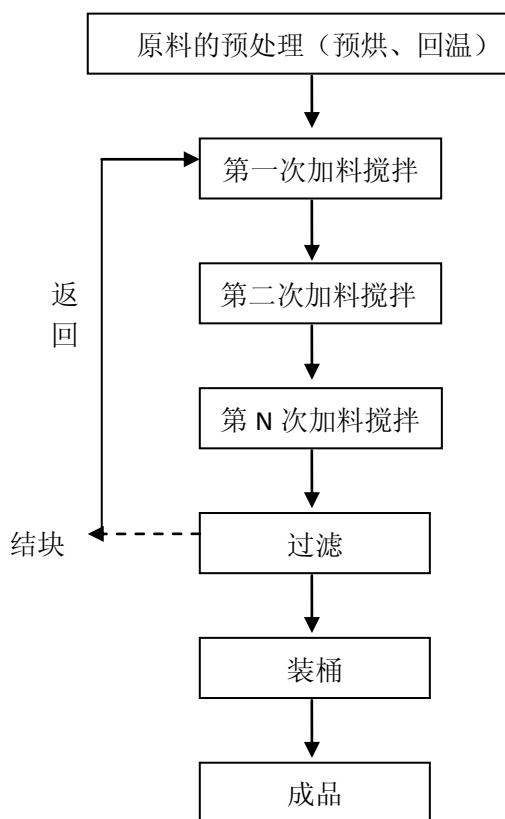 原料的预处理（预烘、回温）
第一次加料搅拌
第二次加料搅拌
返
回
第 N 次加料搅拌
结块
过滤
装桶
成品